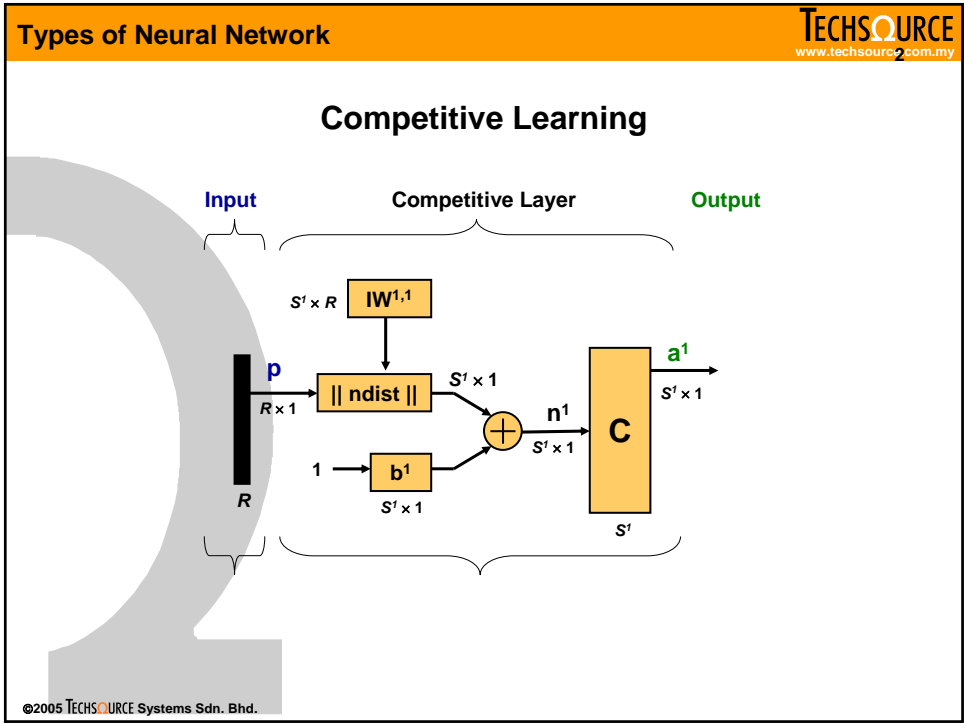 Types of Neural Network
TECHSΩURCE
www.techsource.com.my
2
Competitive Learning
Input Competitive Layer Output
S¹ × R IW¹,¹
p
R × 1
|| ndist ||
S¹ × 1
1
b¹
S¹ × 1
n¹
S¹ × 1
C
a¹
S¹ × 1
R
S¹
©2005 TECHSΩURCE Systems Sdn. Bhd.